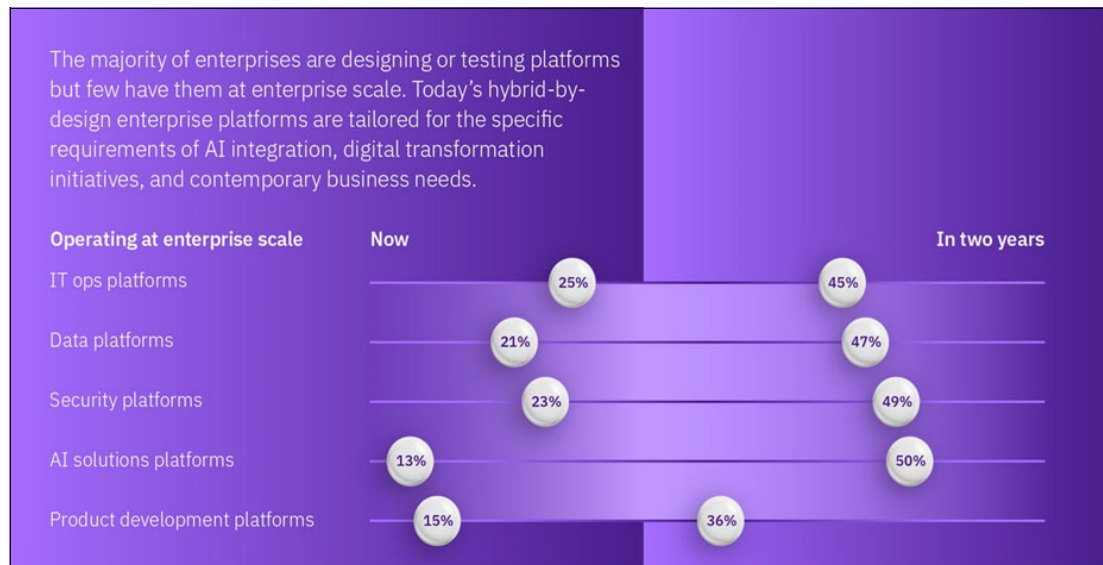 The majority of enterprises are designing or testing platforms
but few have them at enterprise scale. Today’s hybrid-by-
design enterprise platforms are tailored for the specific
requirements of AI integration, digital transformation
initiatives, and contemporary business needs.
Operating at enterprise scale Now In two years
IT ops platforms 25% 45%
Data platforms 21% 47%
Security platforms 23% 49%
AI solutions platforms 13% 50%
Product development platforms 15% 36%